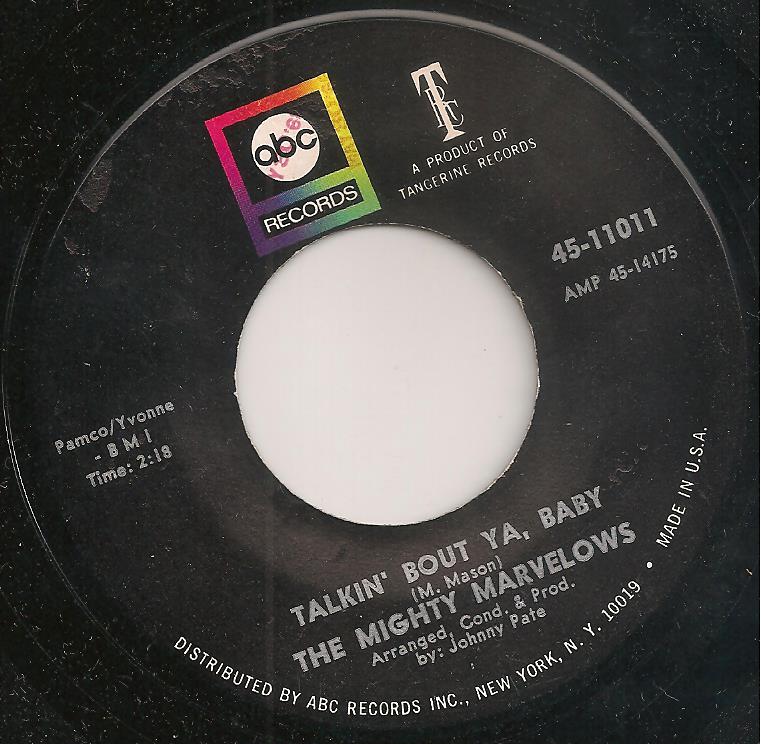 abc
RECORDS
TRC
A PRODUCT OF
TANGERINE RECORDS
45-11011
AMP 45-14175
Pamco/Yvonne
- BMI
Time: 2:18
TALKIN' BOUT YA, BABY
(M. Mason)
THE MIGHTY MARVELOWS
Arranged, Cond. & Prod.
by: Johnny Pate
DISTRIBUTED BY ABC RECORDS INC., NEW YORK, N. Y. 10019 • MADE IN U.S.A.